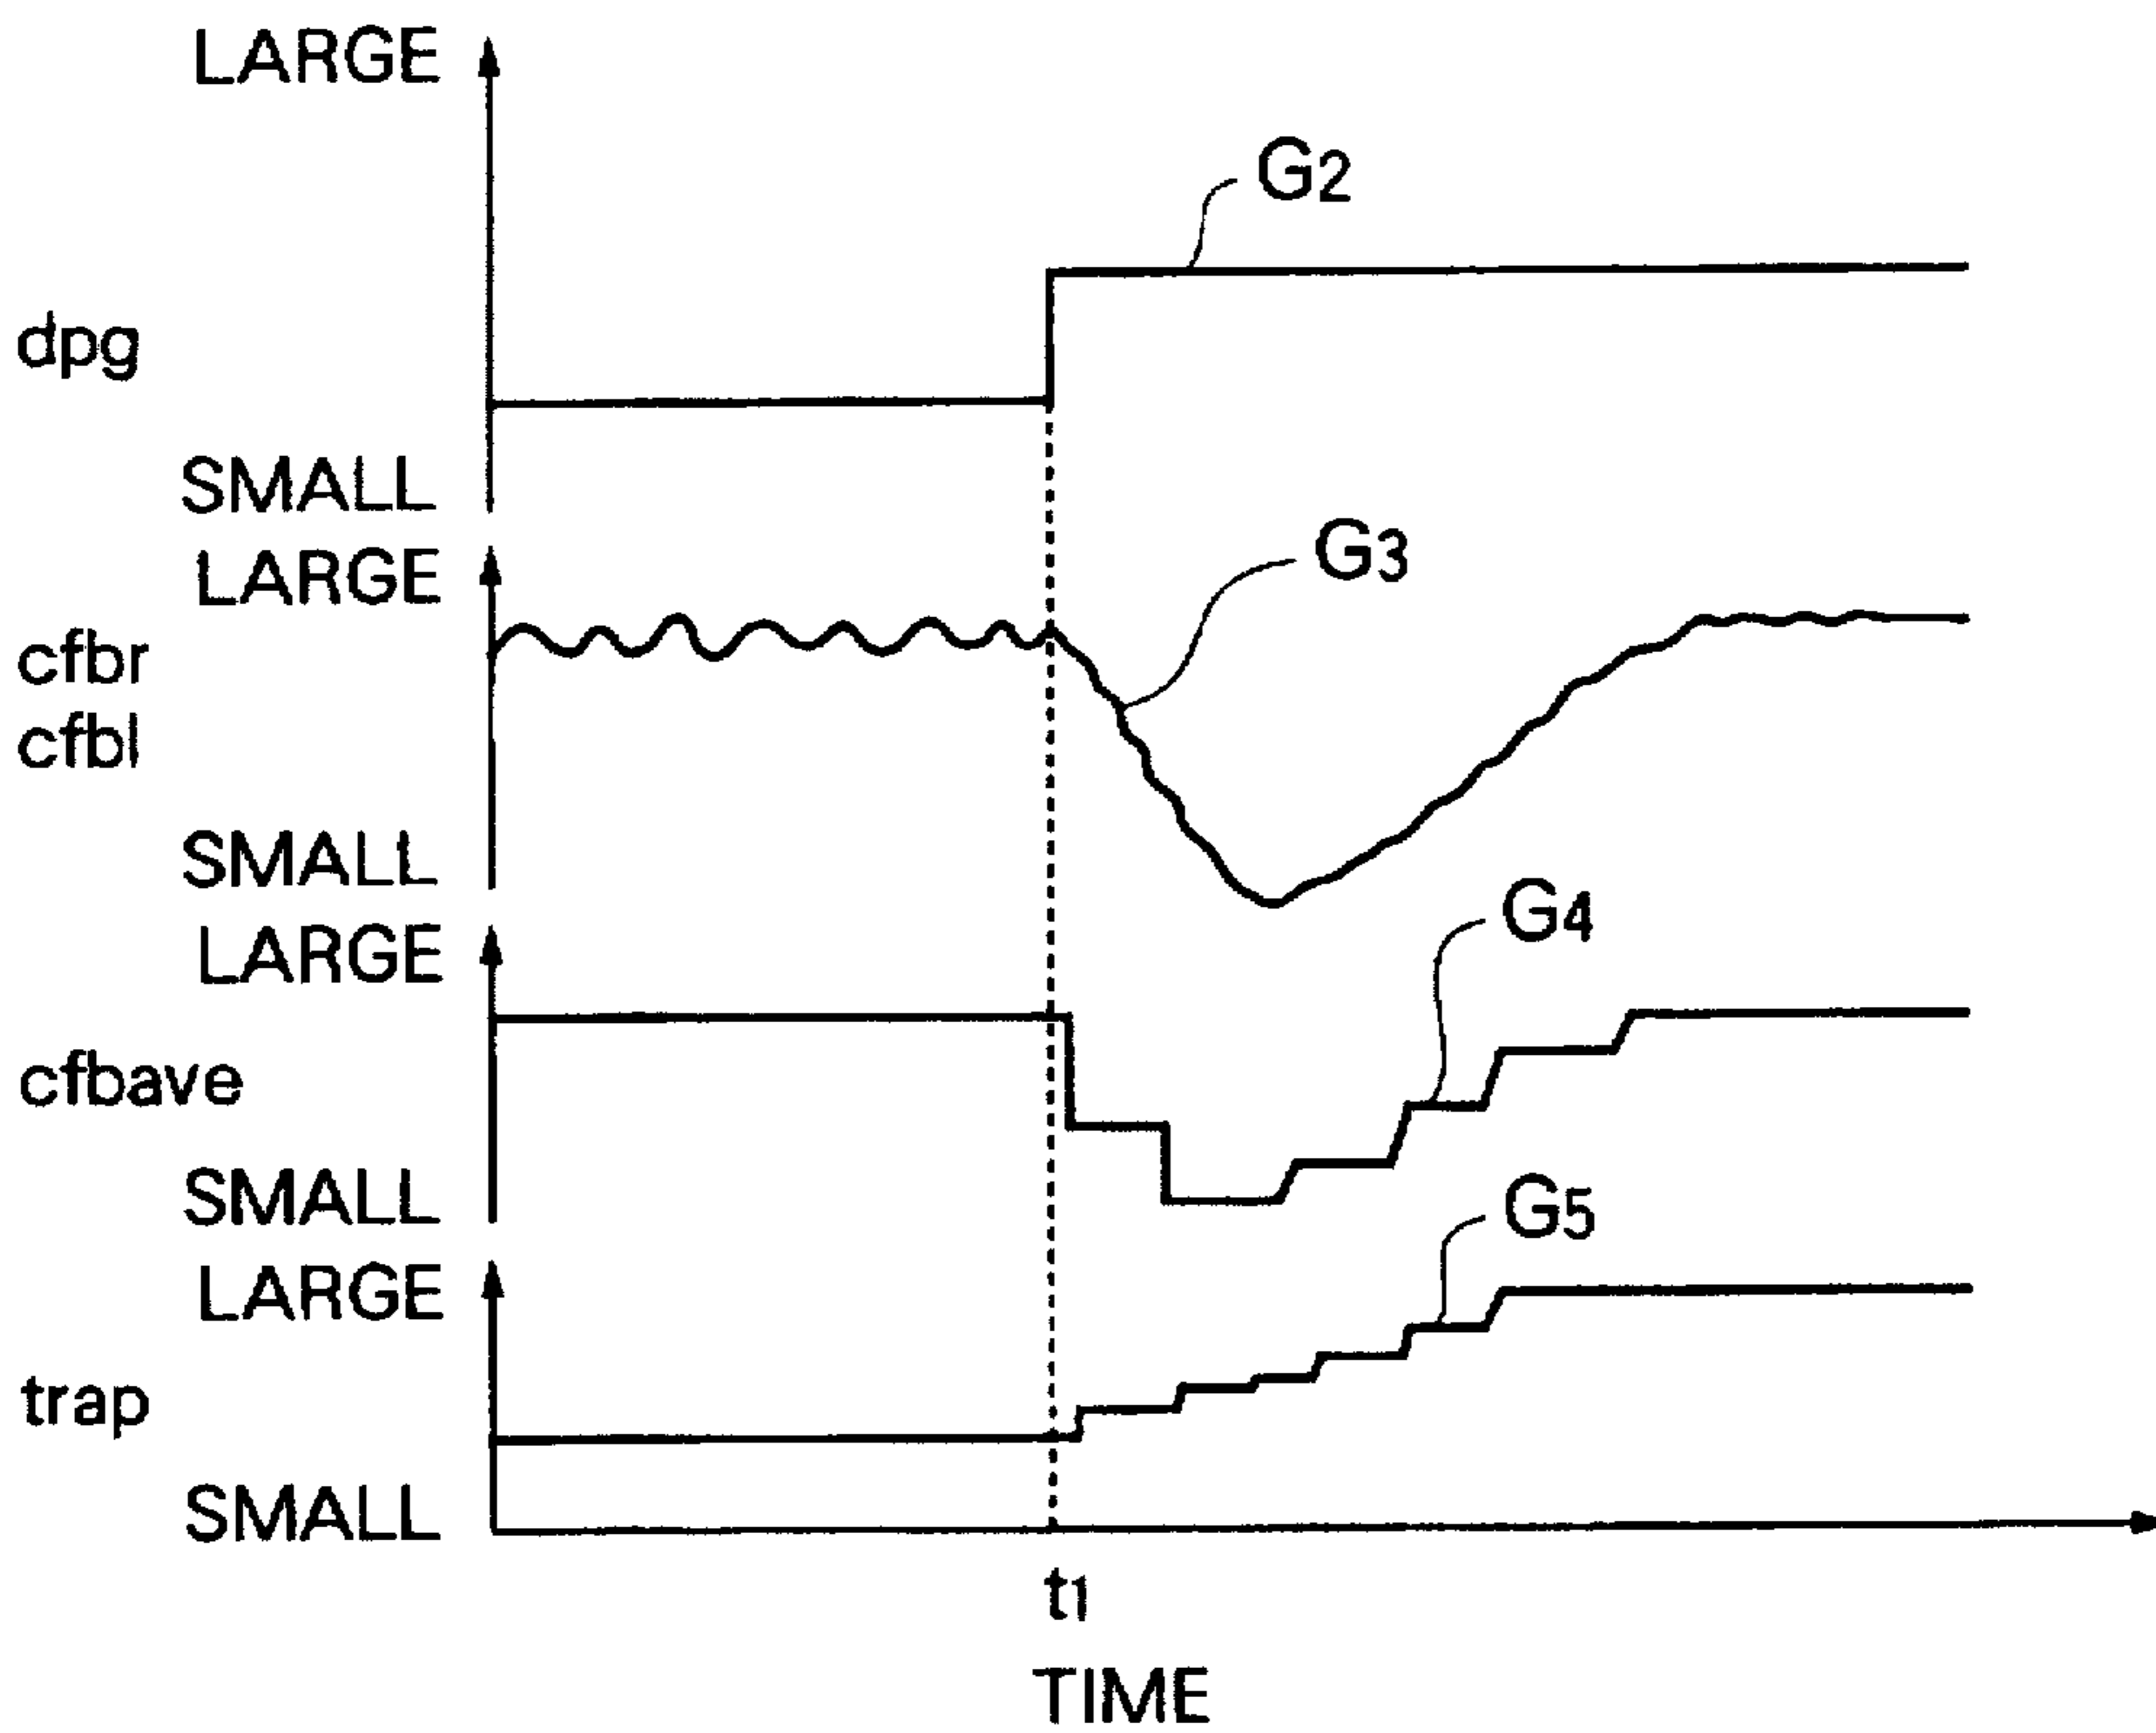 LARGE
G2
dpg
SMALL
LARGE
G3
cfbr
cfbl
SMALL
LARGE
G4
cfbave
SMALL
G5
LARGE
trap
SMALL
t1
TIME